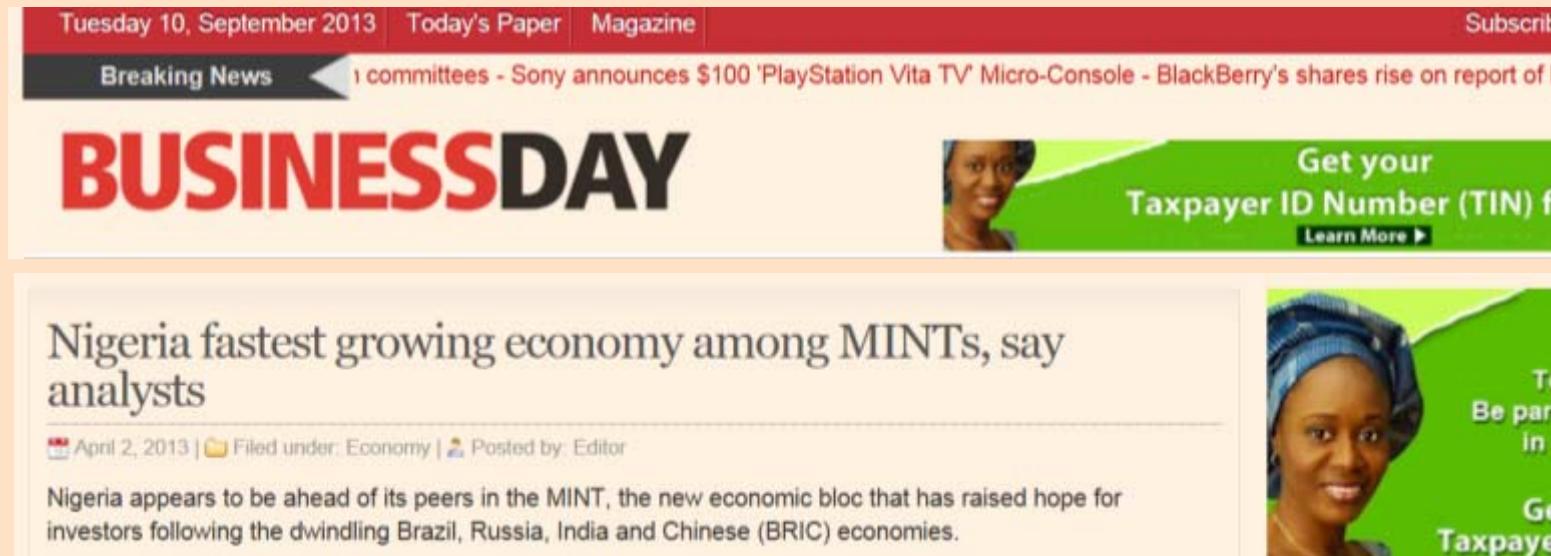 Tuesday 10, September 2013 Today's Paper Magazine
Breaking News committees - Sony announces $100 'PlayStation Vita TV' Micro-Console - BlackBerry's shares rise on report of
BUSINESSDAY
Get your
Taxpayer ID Number (TIN)
Learn More
Nigeria fastest growing economy among MINTs, say
analysts
April 2, 2013 | Filed under: Economy | Posted by: Editor
Nigeria appears to be ahead of its peers in the MINT, the new economic bloc that has raised hope for
investors following the dwindling Brazil, Russia, India and Chinese (BRIC) economies.
Be
in